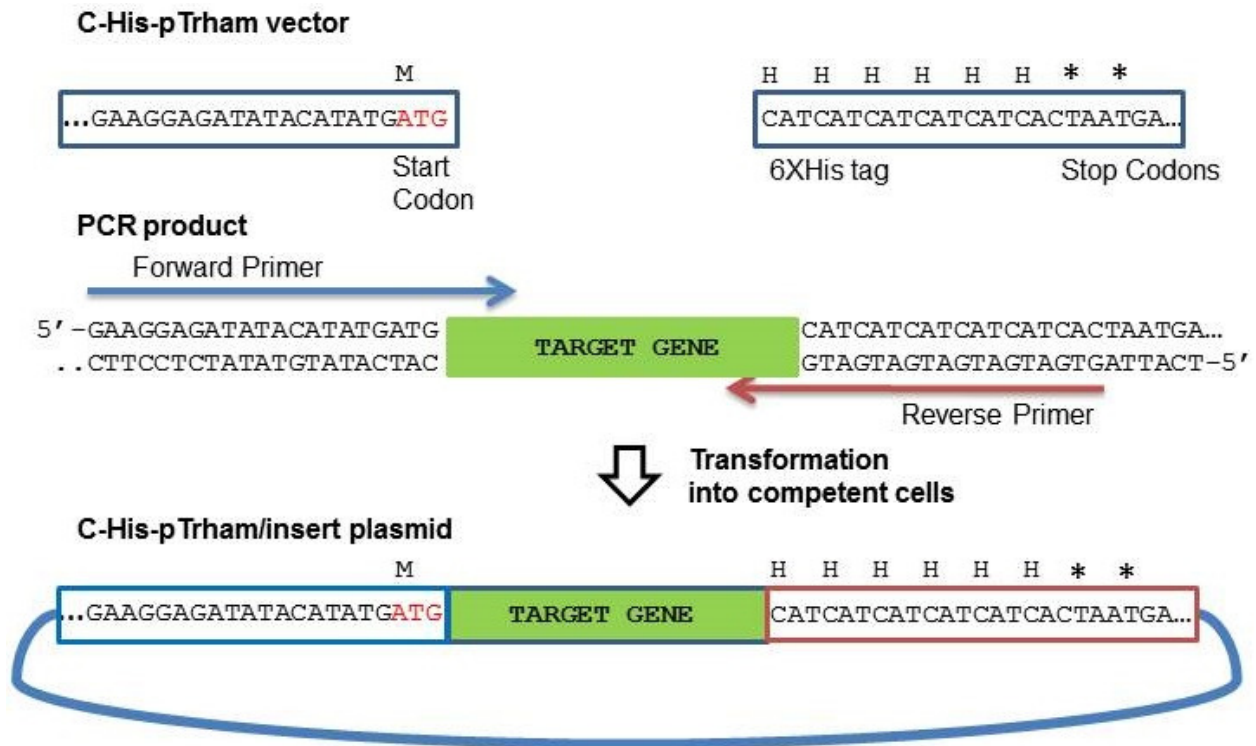 C-His-pTrham vector
M H H H H H H * *
...GAAGGAGATATACATATGATG CATCATCATCATCATCACTAATGA...
Start
Codon
6XHis tag Stop Codons
PCR product
Forward Primer
5'-GAAGGAGATATACATATGATG TARGET GENE CATCATCATCATCATCACTAATGA...
..CTTCCTCTATATGTATACTAC GTAGTAGTAGTAGTAGTGATTACT-5'
Reverse Primer
Transformation
into competent cells
C-His-pTrham/insert plasmid
M H H H H H H * *
...GAAGGAGATATACATATGATG TARGET GENE CATCATCATCATCATCACTAATGA...